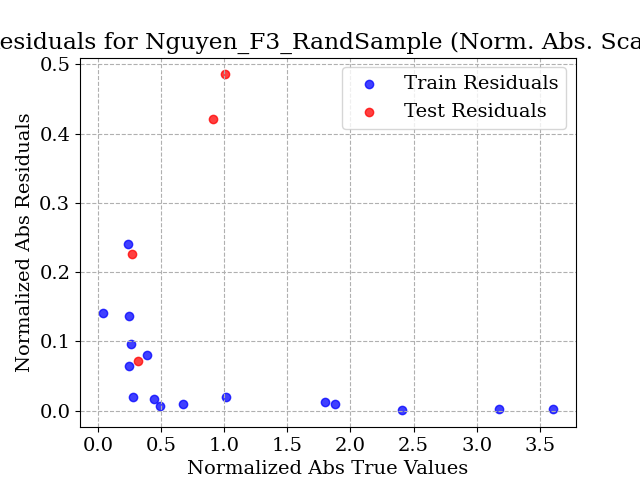 esiduals for Nguyen_F3_RandSample (Norm. Abs. Sca
0.5
0.4
0.3
0.2
0.1
0.0
Normalized Abs Residuals
Train Residuals
Test Residuals
0.0 0.5 1.0 1.5 2.0 2.5 3.0 3.5
Normalized Abs True Values